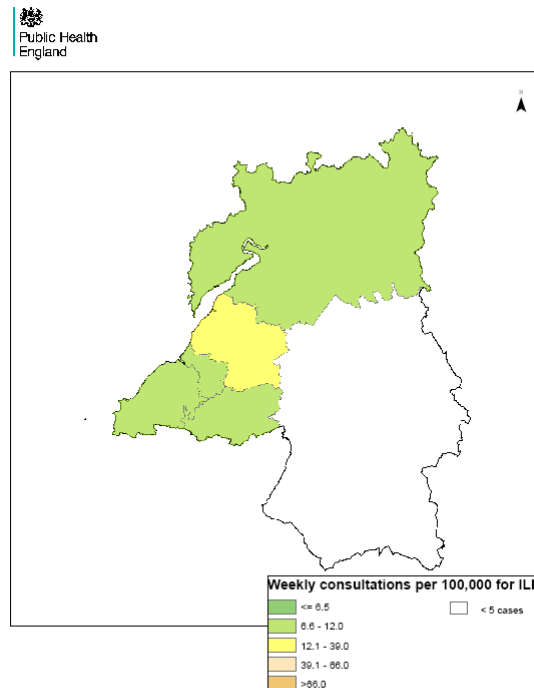 Public Health
England
N
Weekly consultations per 100,000 for ILI
<= 6.5
< 5 cases
6.6 - 12.0
12.1 - 39.0
39.1 - 66.0
>66.0